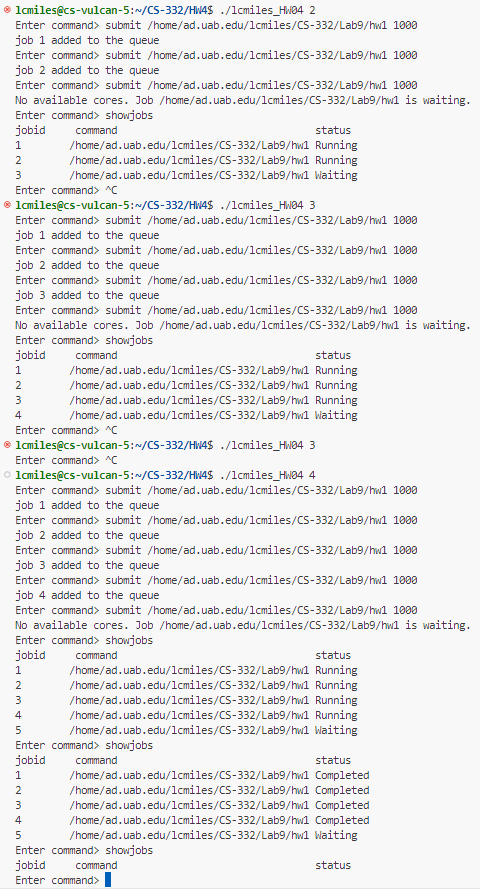 lcmiles@cs-vulcan-5:~/CS-332/HW4$ ./lcmiles_HW04 2
Enter command> submit /home/ad.uab.edu/lcmiles/CS-332/Lab9/hw1 1000
job 1 added to the queue
Enter command> submit /home/ad.uab.edu/lcmiles/CS-332/Lab9/hw1 1000
job 2 added to the queue
Enter command> submit /home/ad.uab.edu/lcmiles/CS-332/Lab9/hw1 1000
No available cores. Job /home/ad.uab.edu/lcmiles/CS-332/Lab9/hw1 is waiting.
Enter command> showjobs
jobid command status
1 /home/ad.uab.edu/lcmiles/CS-332/Lab9/hw1 Running
2 /home/ad.uab.edu/lcmiles/CS-332/Lab9/hw1 Running
3 /home/ad.uab.edu/lcmiles/CS-332/Lab9/hw1 Waiting
Enter command> ^C
lcmiles@cs-vulcan-5:~/CS-332/HW4$ ./lcmiles_HW04 3
Enter command> submit /home/ad.uab.edu/lcmiles/CS-332/Lab9/hw1 1000
job 1 added to the queue
Enter command> submit /home/ad.uab.edu/lcmiles/CS-332/Lab9/hw1 1000
job 2 added to the queue
Enter command> submit /home/ad.uab.edu/lcmiles/CS-332/Lab9/hw1 1000
job 3 added to the queue
Enter command> submit /home/ad.uab.edu/lcmiles/CS-332/Lab9/hw1 1000
No available cores. Job /home/ad.uab.edu/lcmiles/CS-332/Lab9/hw1 is waiting.
Enter command> showjobs
jobid command status
1 /home/ad.uab.edu/lcmiles/CS-332/Lab9/hw1 Running
2 /home/ad.uab.edu/lcmiles/CS-332/Lab9/hw1 Running
3 /home/ad.uab.edu/lcmiles/CS-332/Lab9/hw1 Running
4 /home/ad.uab.edu/lcmiles/CS-332/Lab9/hw1 Waiting
Enter command> ^C
lcmiles@cs-vulcan-5:~/CS-332/HW4$ ./lcmiles_HW04 3
Enter command> ^C
lcmiles@cs-vulcan-5:~/CS-332/HW4$ ./lcmiles_HW04 4
Enter command> submit /home/ad.uab.edu/lcmiles/CS-332/Lab9/hw1 1000
job 1 added to the queue
Enter command> submit /home/ad.uab.edu/lcmiles/CS-332/Lab9/hw1 1000
job 2 added to the queue
Enter command> submit /home/ad.uab.edu/lcmiles/CS-332/Lab9/hw1 1000
job 3 added to the queue
Enter command> submit /home/ad.uab.edu/lcmiles/CS-332/Lab9/hw1 1000
job 4 added to the queue
Enter command> submit /home/ad.uab.edu/lcmiles/CS-332/Lab9/hw1 1000
No available cores. Job /home/ad.uab.edu/lcmiles/CS-332/Lab9/hw1 is waiting.
Enter command> showjobs
jobid command status
1 /home/ad.uab.edu/lcmiles/CS-332/Lab9/hw1 Running
2 /home/ad.uab.edu/lcmiles/CS-332/Lab9/hw1 Running
3 /home/ad.uab.edu/lcmiles/CS-332/Lab9/hw1 Running
4 /home/ad.uab.edu/lcmiles/CS-332/Lab9/hw1 Running
5 /home/ad.uab.edu/lcmiles/CS-332/Lab9/hw1 Waiting
Enter command> showjobs
jobid command status
1 /home/ad.uab.edu/lcmiles/CS-332/Lab9/hw1 Completed
2 /home/ad.uab.edu/lcmiles/CS-332/Lab9/hw1 Completed
3 /home/ad.uab.edu/lcmiles/CS-332/Lab9/hw1 Completed
4 /home/ad.uab.edu/lcmiles/CS-332/Lab9/hw1 Completed
5 /home/ad.uab.edu/lcmiles/CS-332/Lab9/hw1 Waiting
Enter command> showjobs
jobid command status
Enter command>